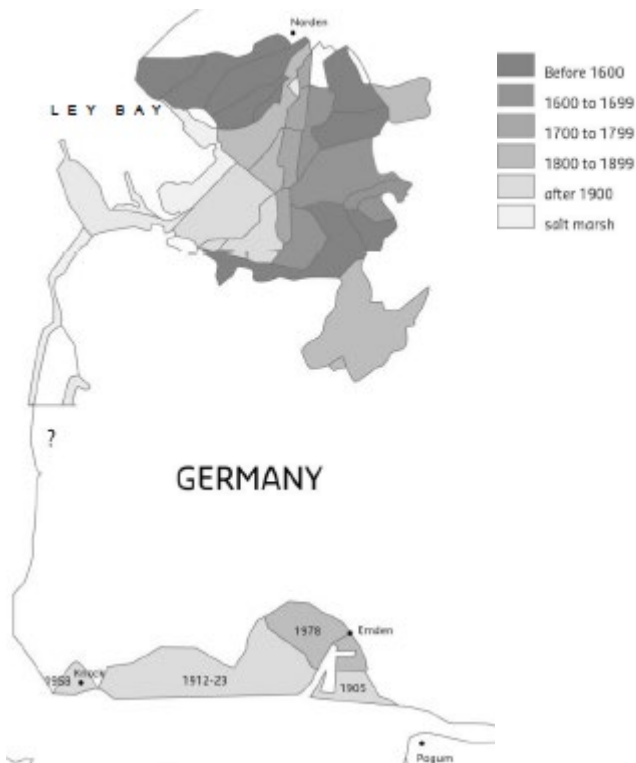 Norden
LEY BAY
Before 1600
1600 to 1699
1700 to 1799
1800 to 1899
after 1900
salt marsh
?
GERMANY
1978
Emden
1958 Knock
1912-23
1905
Pogum